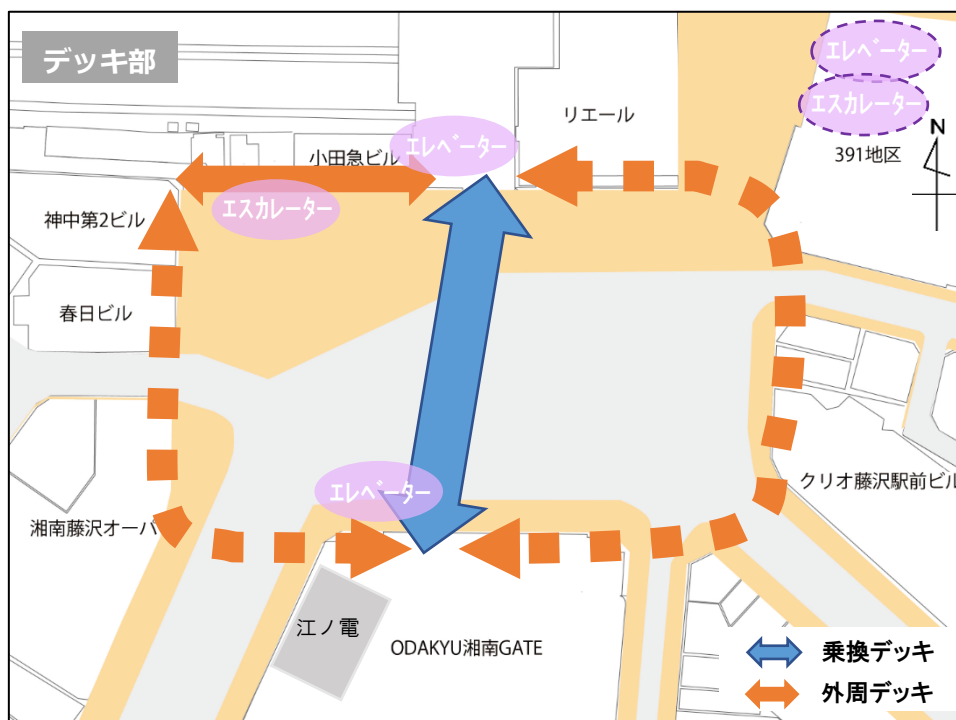 デッキ部
エレベーター
エスカレーター
リエール
N
391地区
エレベーター
小田急ビル
エスカレーター
神中第2ビル
春日ビル
エレベーター
クリオ藤沢駅前ビル
湘南藤沢オーパ
江ノ電
ODAKYU湘南GATE
乗換デッキ
外周デッキ